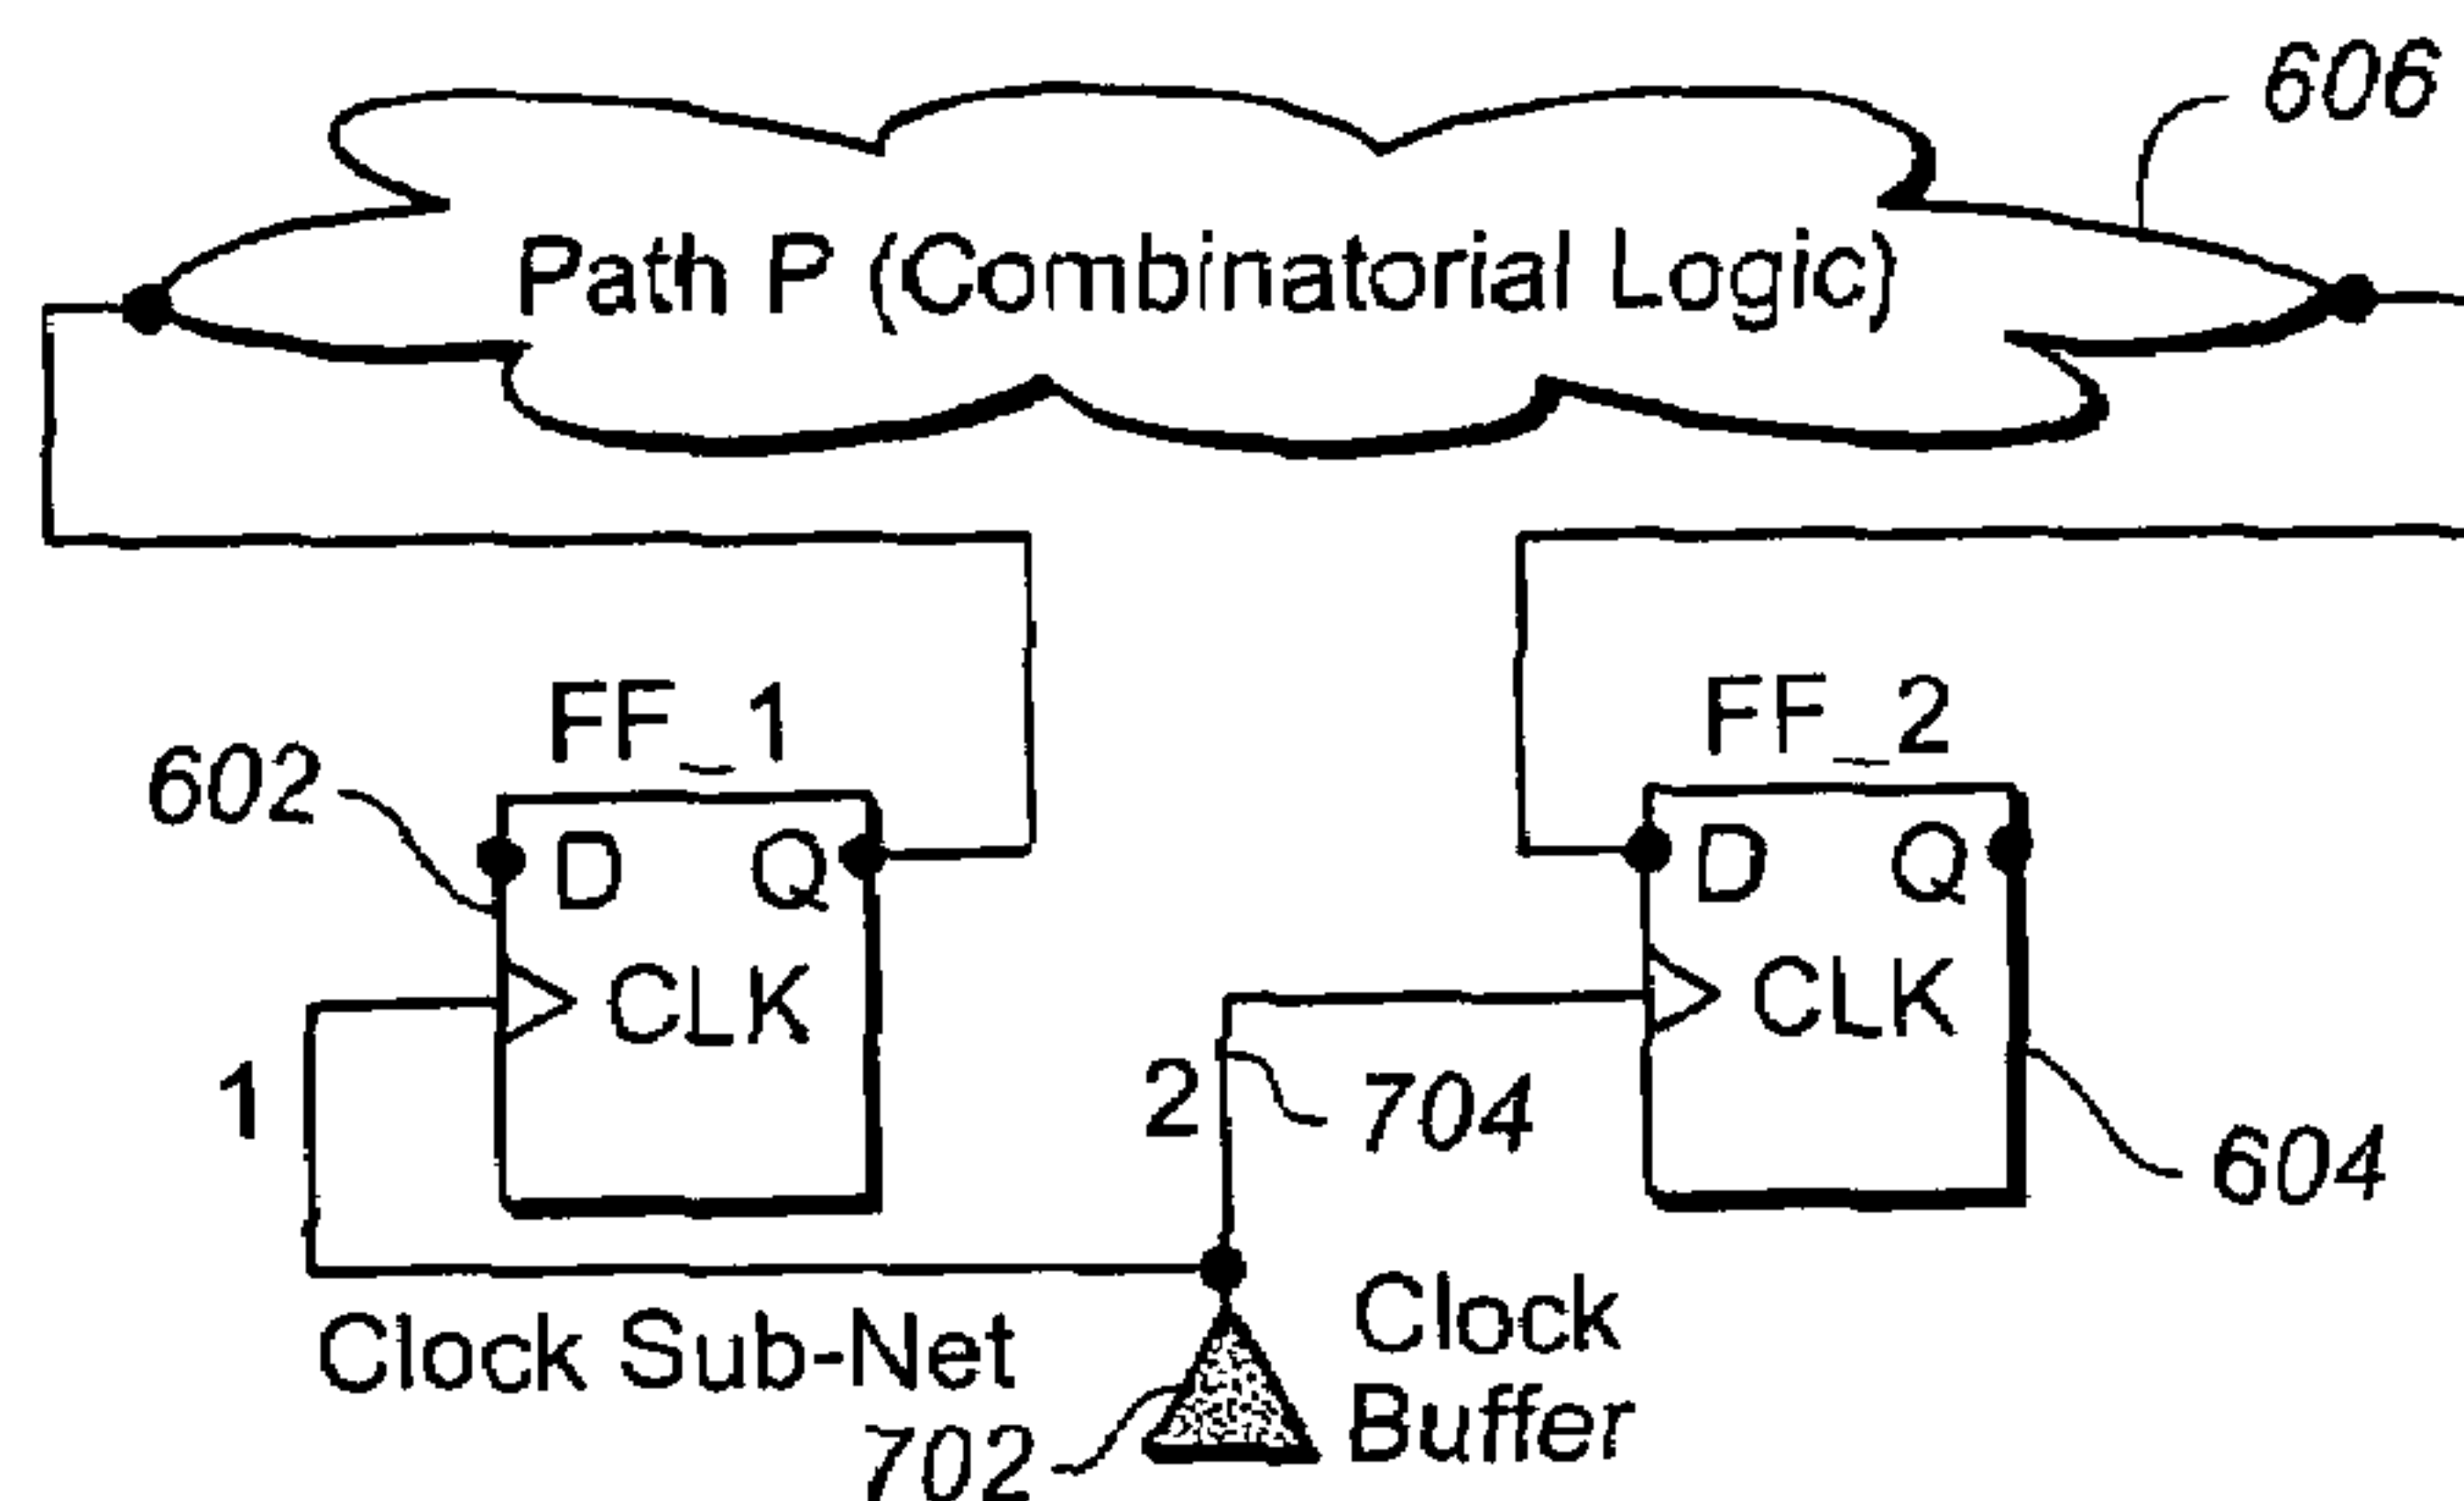 606
Path P (Combinatorial Logic)
FF_1
FF_2
602
D Q
D Q
CLK
CLK
1
2
704
604
Clock Sub-Net
Clock
Buffer
702